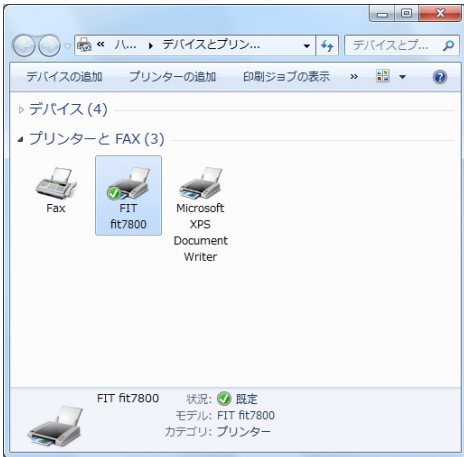 « ハ... ▸ デバイスとプリン... デバイスとプ...
デバイスの追加 プリンターの追加 印刷ジョブの表示 »
デバイス (4)
プリンターと FAX (3)
Fax
FIT
fit7800
Microsoft
XPS
Document
Writer
FIT fit7800 状況: 既定
モデル: FIT fit7800
カテゴリ: プリンター